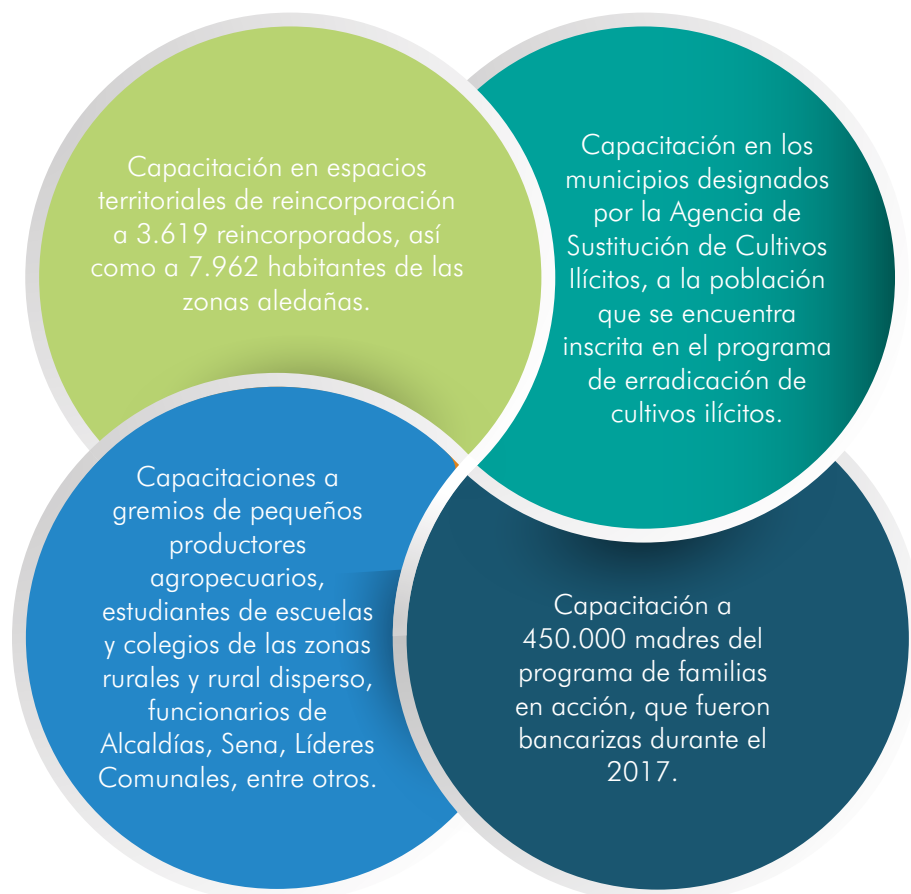 Capacitación en espacios
territoriales de reincorporación
a 3.619 reincorporados, así
como a 7.962 habitantes de las
zonas aledañas.
Capacitación en los
municipios designados
por la Agencia de
Sustitución de Cultivos
Ilícitos, a la población
que se encuentra
inscrita en el programa
de erradicación de
cultivos ilícitos.
Capacitaciones a
gremios de pequeños
productores
agropecuarios,
estudiantes de escuelas
y colegios de las zonas
rurales y rural disperso,
funcionarios de
Alcaldías, Sena, Líderes
Comunales, entre otros.
Capacitación a
450.000 madres del
programa de familias
en acción, que fueron
bancarizas durante el
2017.